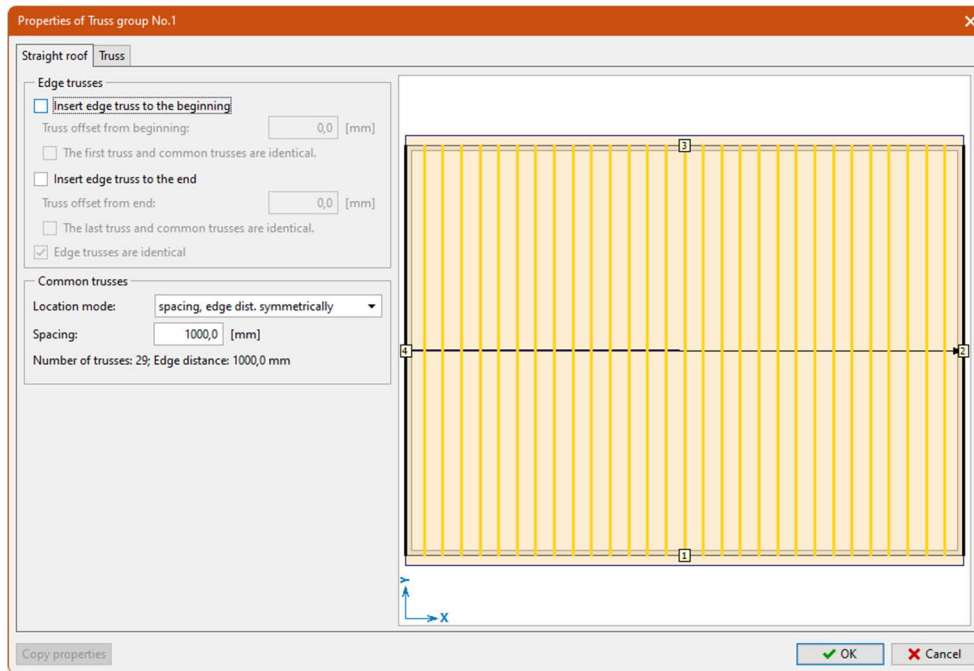 Properties of Truss group No.1
Straight roof Truss
Edge trusses
Insert edge truss to the beginning
Truss offset from beginning: 0,0 [mm]
The first truss and common trusses are identical.
Insert edge truss to the end
Truss offset from end: 0,0 [mm]
The last truss and common trusses are identical.
Edge trusses are identical
Common trusses
Location mode: spacing, edge dist. symmetrically
Spacing: 1000,0 [mm]
Number of trusses: 29; Edge distance: 1000,0 mm
3
4
2
1
Y
X
Copy properties
OK
Cancel